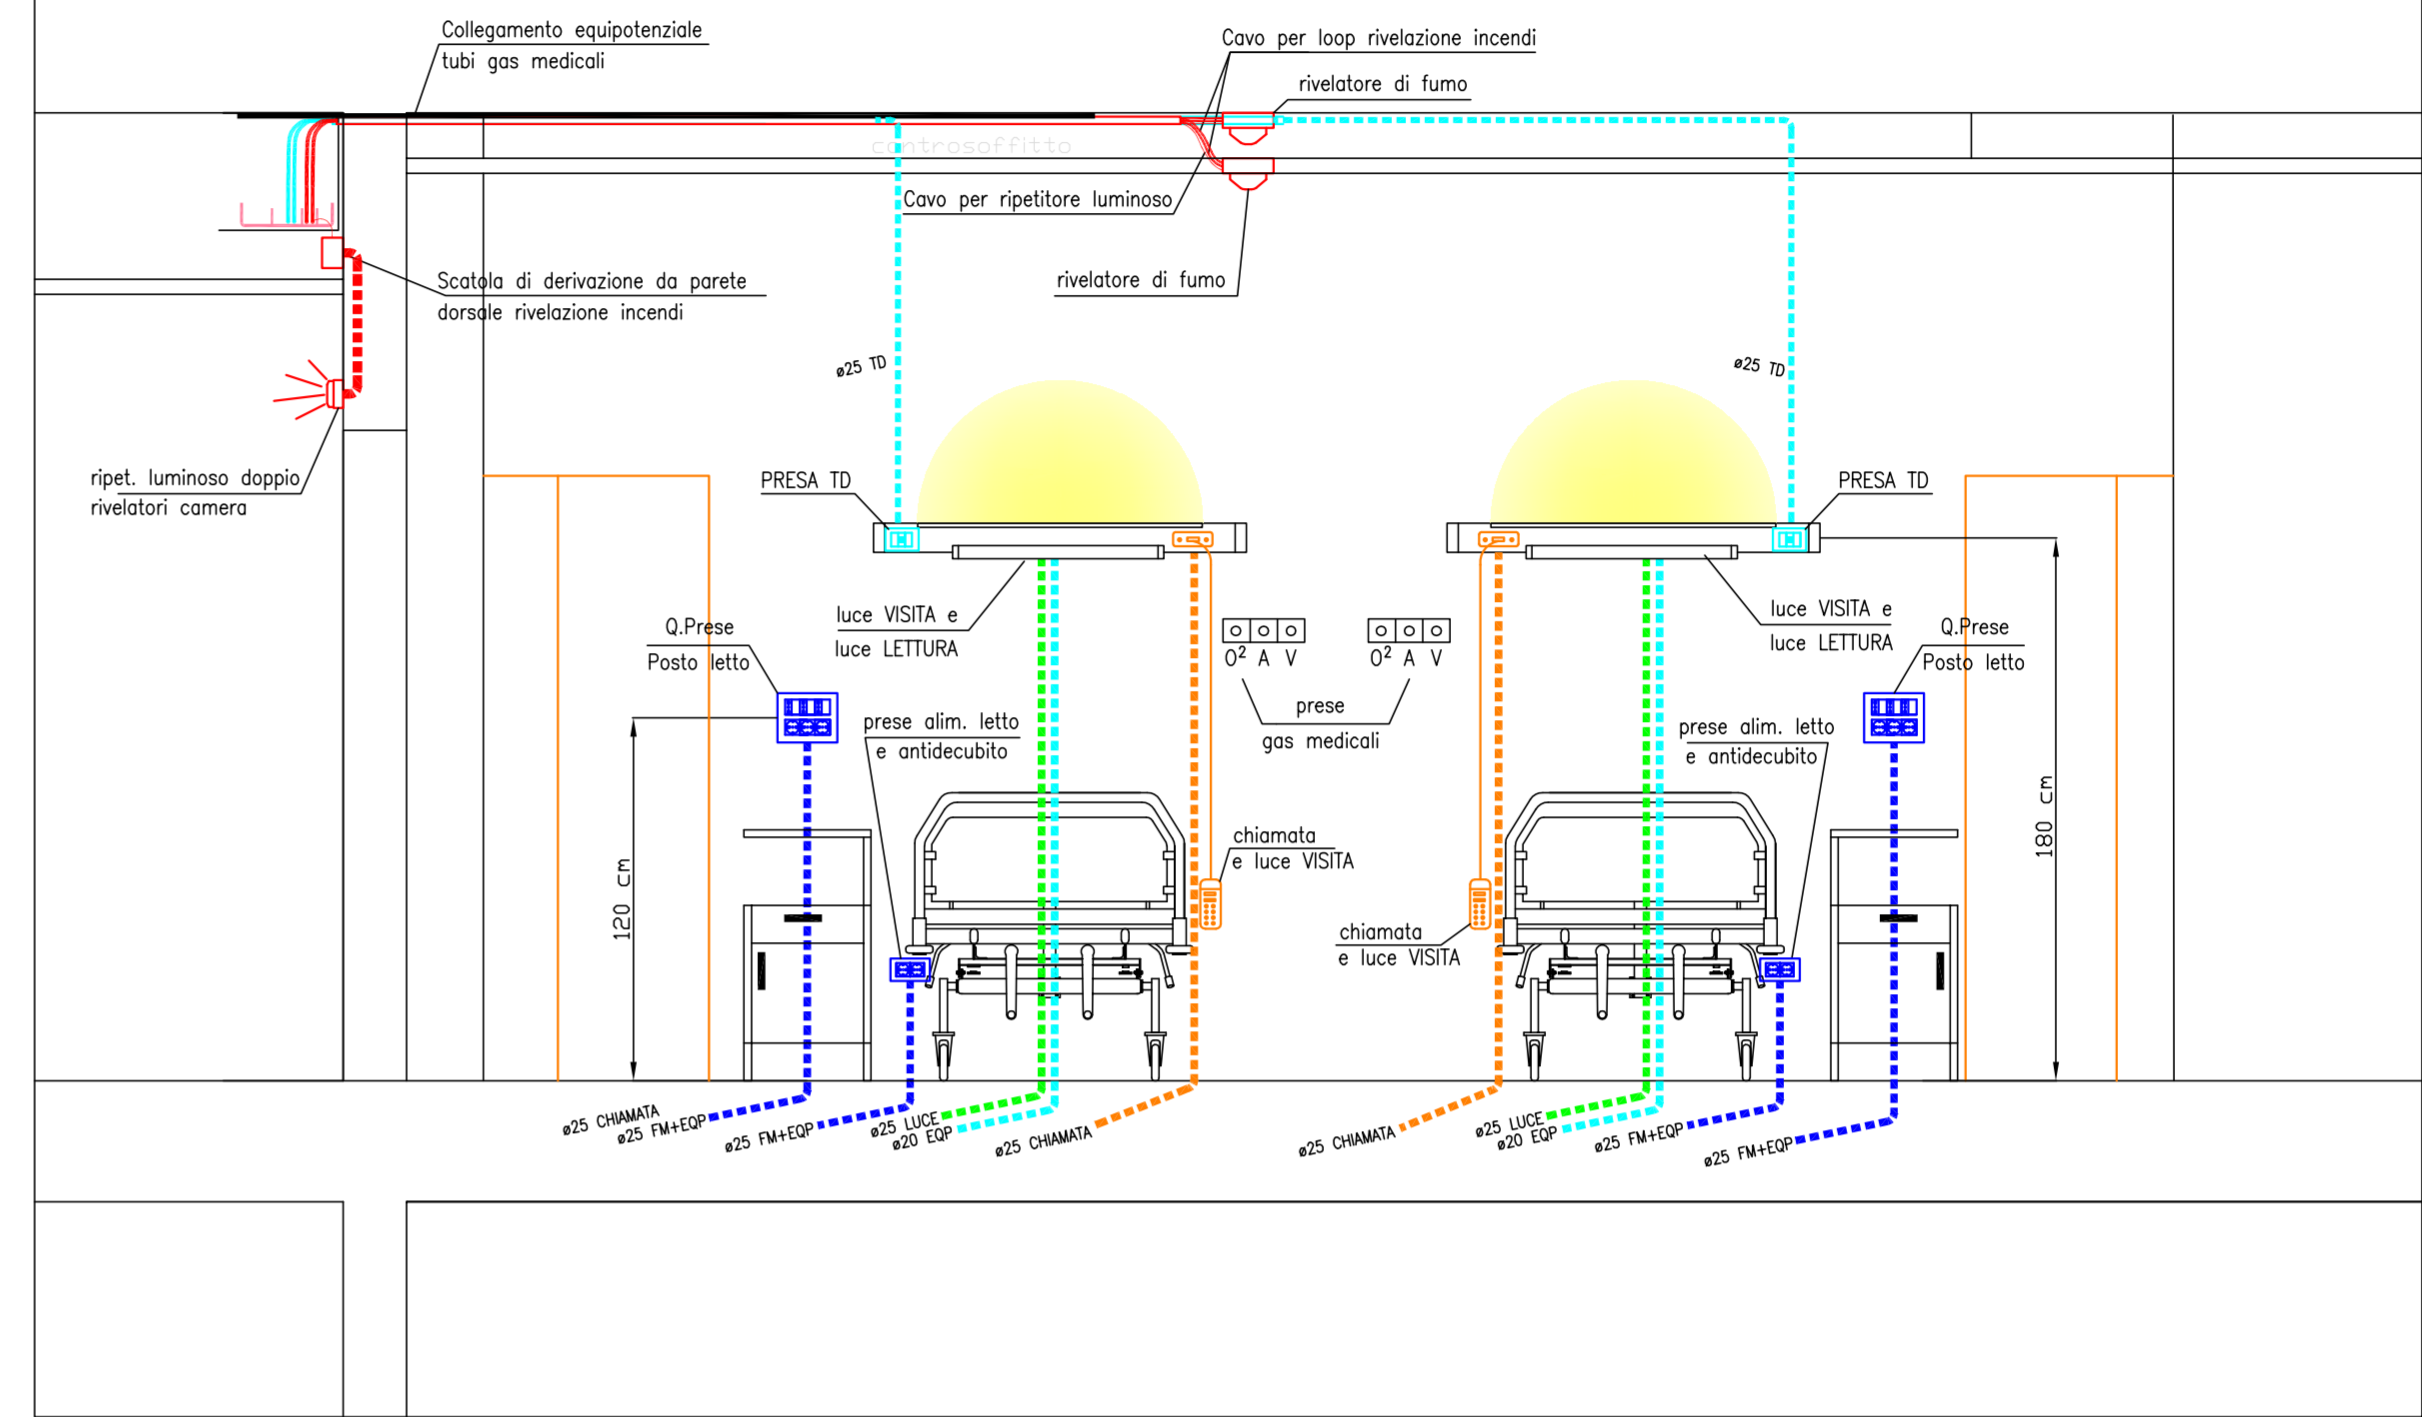 Collegamento equipotenziale
tubi gas medicali
Cavo per loop rivelazione incendi
rivelatore di fumo
controsoffitto
Cavo per ripetitore luminoso
rivelatore di fumo
Scatola di derivazione da parete
dorsale rivelazione incendi
ø25 TD
ø25 TD
ripet. luminoso doppio
rivelatori camera
PRESA TD
PRESA TD
luce VISITA e
luce LETTURA
luce VISITA e
luce LETTURA
Q.Prese
Posto letto
Q.Prese
Posto letto
O² A V
O² A V
prese
gas medicali
prese alim. letto
e antidecubito
prese alim. letto
e antidecubito
120 cm
180 cm
chiamata
e luce VISITA
chiamata
e luce VISITA
ø25 CHIAMATA
ø25 FM+EQP
ø25 FM+EQP
ø25 LUCE
ø20 EQP
ø25 CHIAMATA
ø25 CHIAMATA
ø25 LUCE
ø20 EQP
ø25 FM+EQP
ø25 FM+EQP